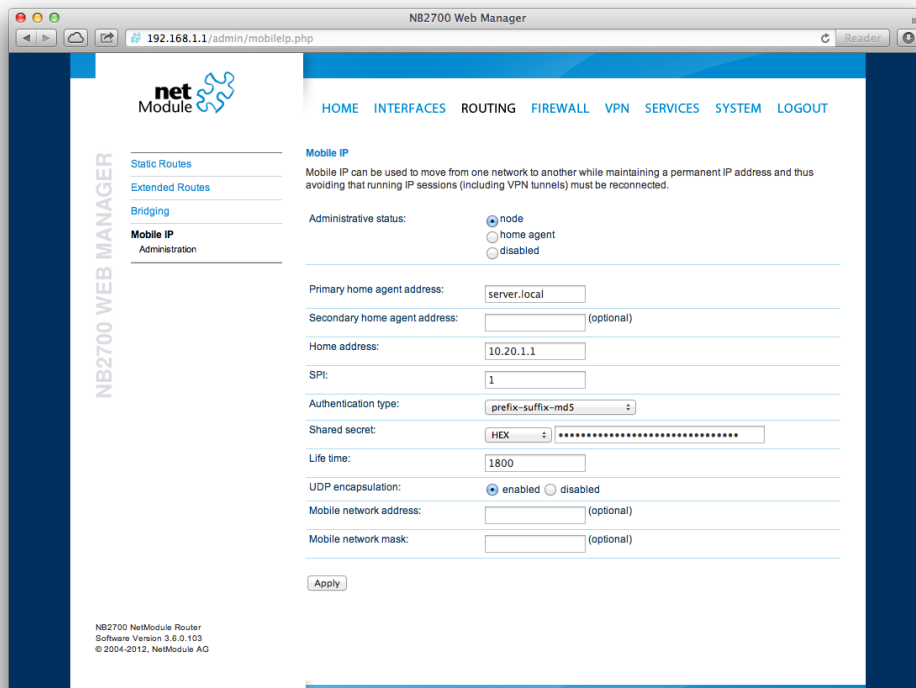 NB2700 Web Manager
192.168.1.1/admin/mobileIp.php
Reader
net
Module
HOME INTERFACES ROUTING FIREWALL VPN SERVICES SYSTEM LOGOUT
NB2700 WEB MANAGER
Static Routes
Extended Routes
Bridging
Mobile IP
Administration
Mobile IP
Mobile IP can be used to move from one network to another while maintaining a permanent IP address and thus
avoiding that running IP sessions (including VPN tunnels) must be reconnected.
Administrative status:
node
home agent
disabled
Primary home agent address: server.local
Secondary home agent address: (optional)
Home address: 10.20.1.1
SPI: 1
Authentication type: prefix-suffix-md5
Shared secret: HEX ••••••••••••••••••••••••••••••••
Life time: 1800
UDP encapsulation: enabled disabled
Mobile network address: (optional)
Mobile network mask: (optional)
Apply
NB2700 NetModule Router
Software Version 3.6.0.103
© 2004-2012, NetModule AG